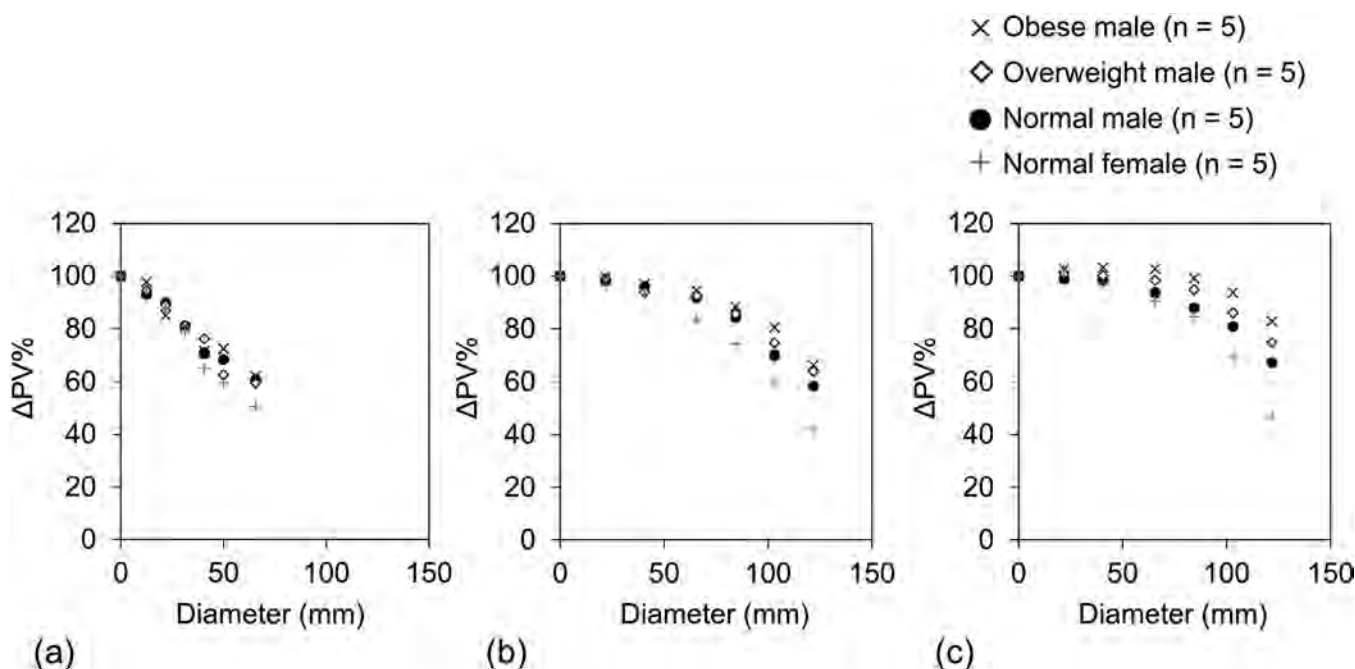 Obese male (n = 5)
Overweight male (n = 5)
Normal male (n = 5)
Normal female (n = 5)
120
100
80
60
40
20
0
ΔPV%
0 50 100 150
Diameter (mm)
(a)
120
100
80
60
40
20
0
ΔPV%
0 50 100 150
Diameter (mm)
(b)
120
100
80
60
40
20
0
ΔPV%
0 50 100 150
Diameter (mm)
(c)